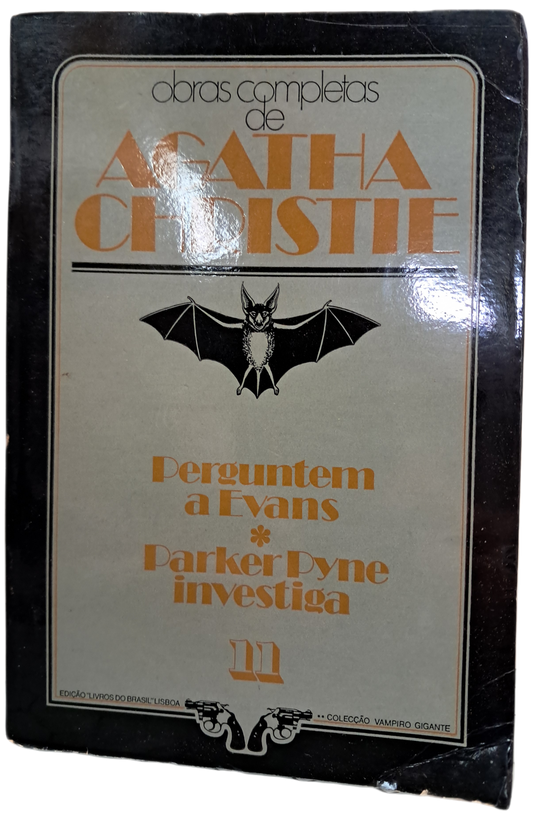 obras completas
de
AGATHA
CHRISTIE
Perguntem
a Evans
*
Parker Pyne
investiga
11
EDIÇÃO "LIVROS DO BRASIL" LISBOA
•• COLECÇÃO VAMPIRO GIGANTE